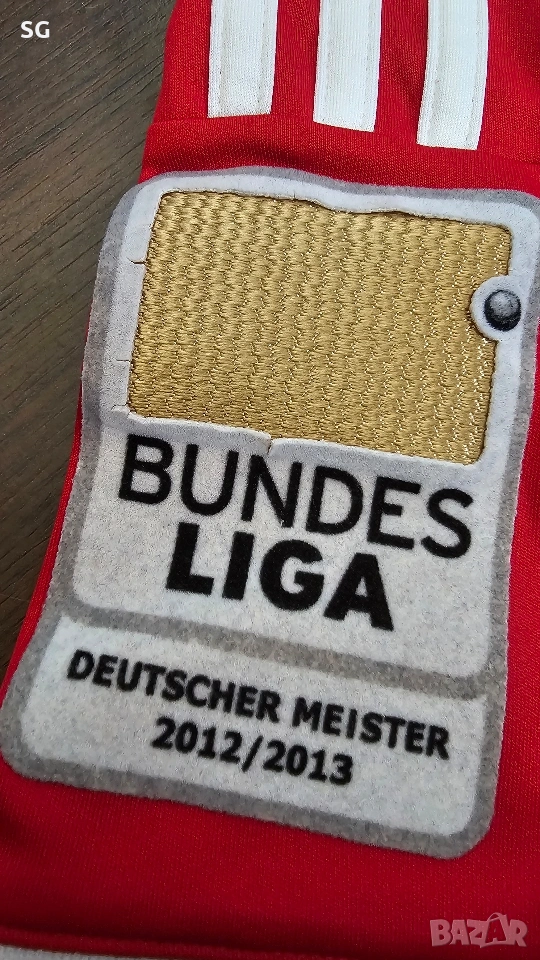 SG
BUNDES
LIGA
DEUTSCHER MEISTER
2012/2013
BAZAR